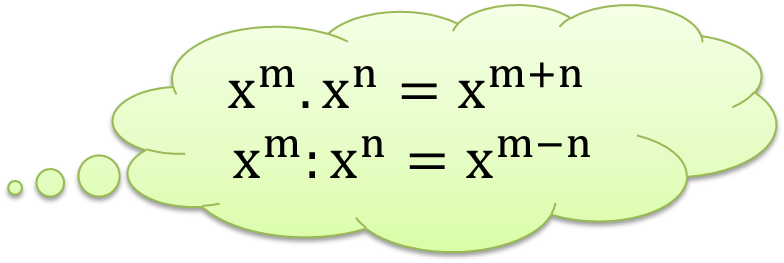 xᵐ . xⁿ = xᵐ⁺ⁿ
xᵐ : xⁿ = xᵐ⁻ⁿ